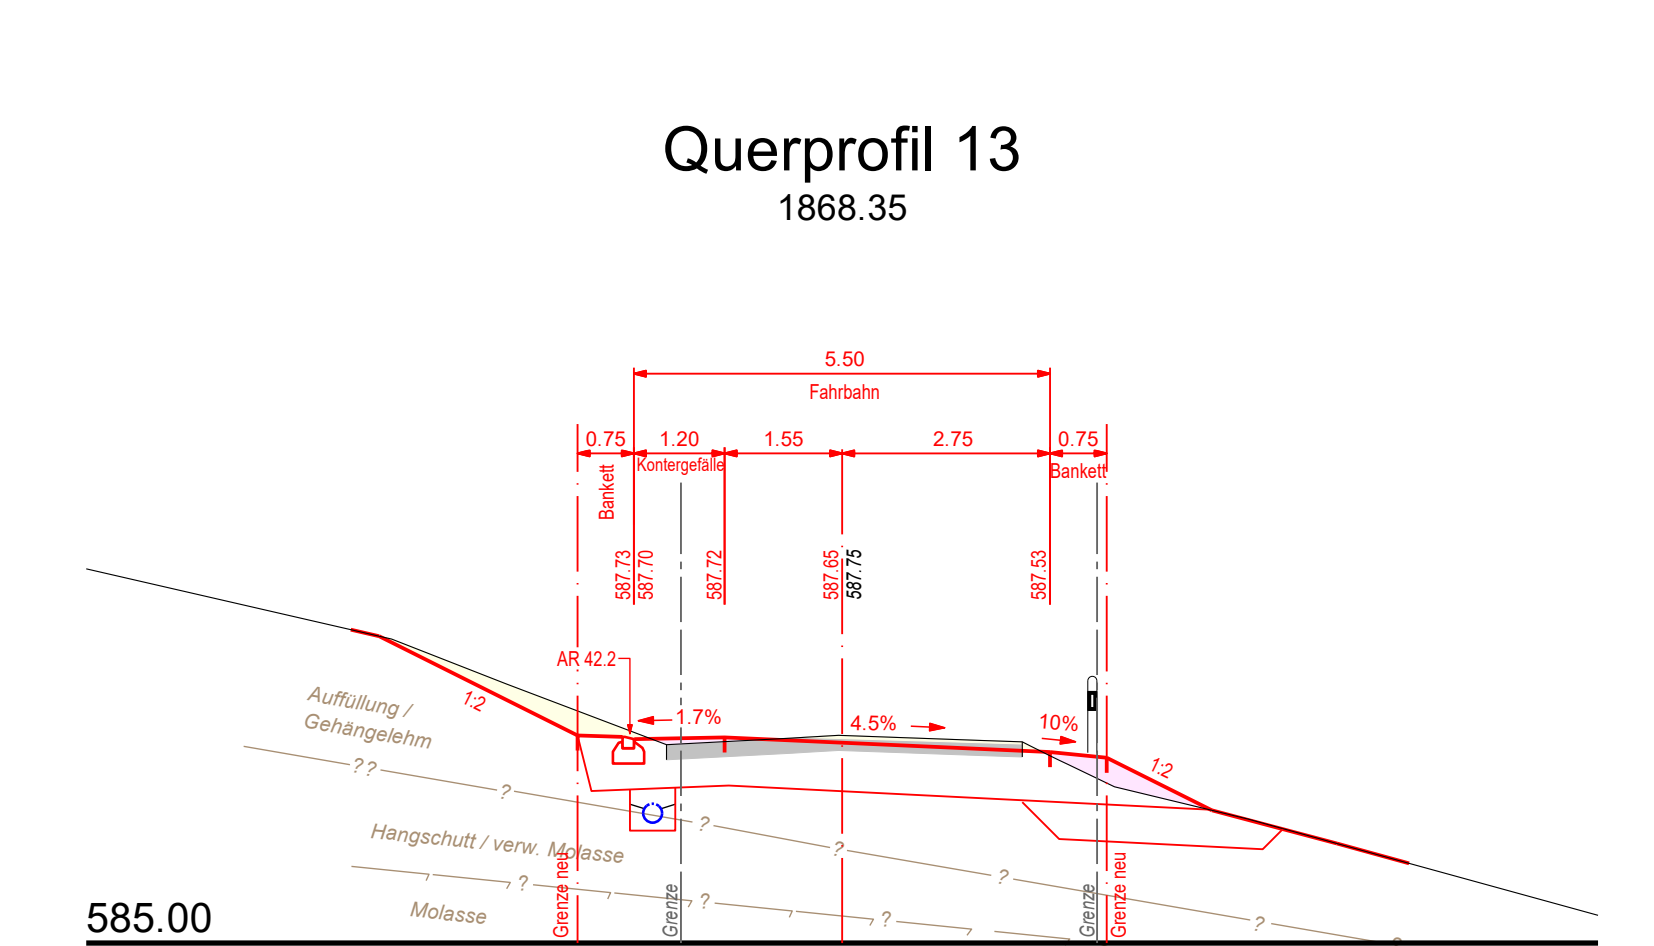 Querprofil 13
1868.35
5.50
Fahrbahn
0.75
1.20
1.55
2.75
0.75
Bankett
Kontergefälle
Bankett
587.73
587.70
587.72
587.65
587.75
587.53
AR 42.2
1:2
1.7%
4.5%
10%
1:2
Auffüllung /
Gehängelehm
? ?
?
?
?
?
?
?
Hangschutt / verw. Molasse
?
?
?
Molasse
Grenze neu
Grenze
Grenze
Grenze neu
585.00